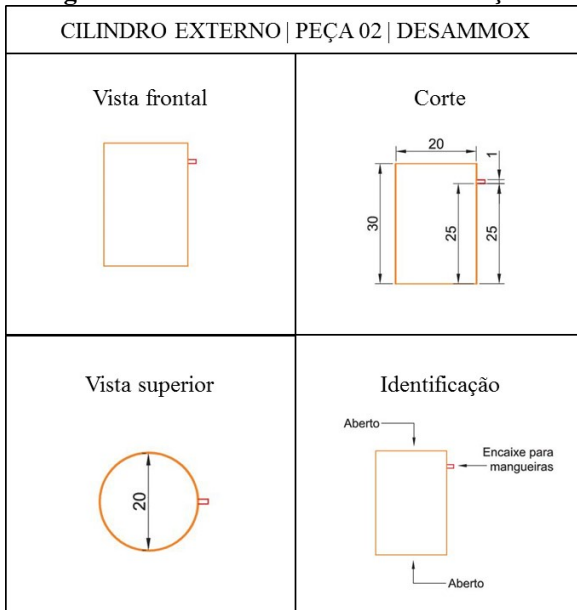 CILINDRO EXTERNO | PEÇA 02 | DESAMMOX
Vista frontal
Corte
20
1
30
25
25
Vista superior
20
Identificação
Aberto
Encaixe para
mangueiras
Aberto